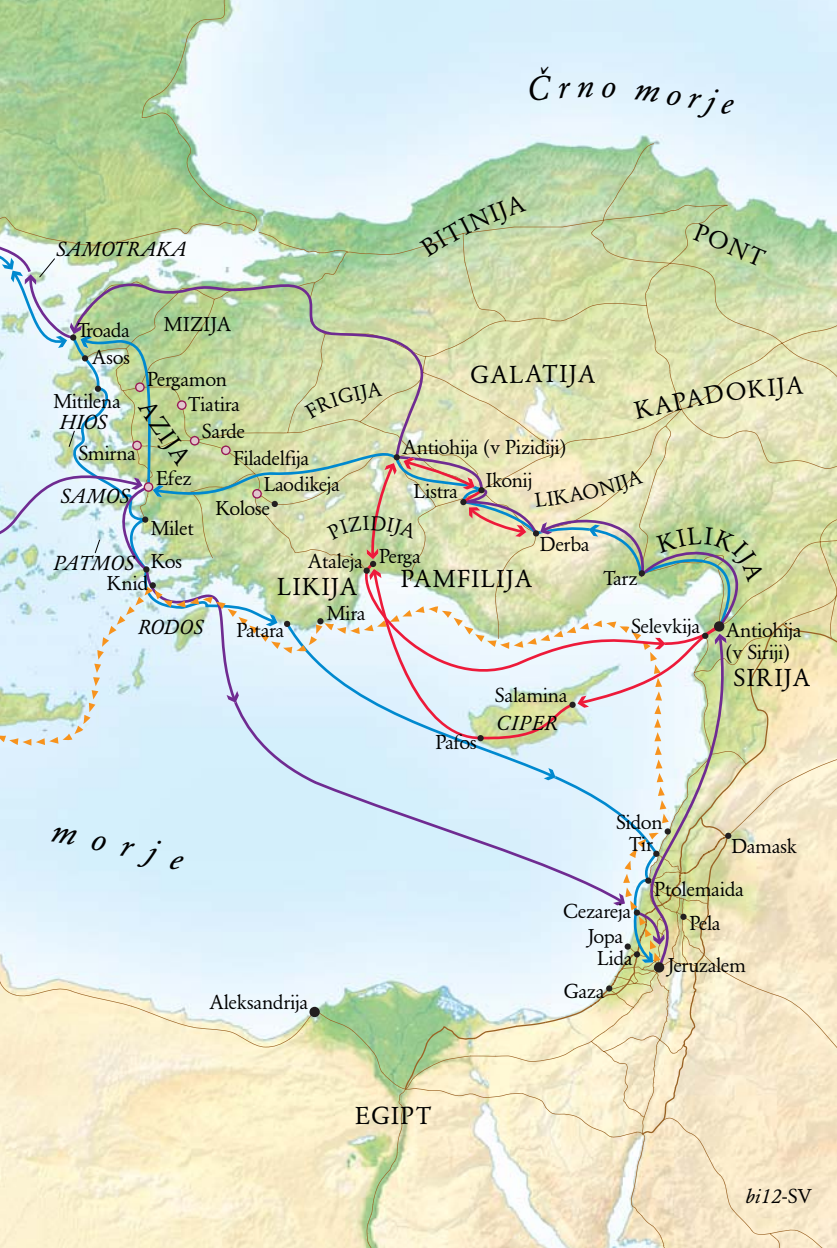 Črno morje
BITINIJA
PONT
SAMOTRAKA
Troada
MIZIJA
Asos
GALATIJA
Pergamon
KAPADOKIJA
Mitilena
Tiatira
FRIGIJA
HIOS
AZIJA
Sarde
Smirna
Filadelfija
Antiohija (v Pizidiji)
Efez
Laodikeja
Ikonij
SAMOS
Kolose
Listra
LIKAONIJA
Milet
PIZIDIJA
Derba
KILIKIJA
PATMOS
Kos
Ataleja
Perga
Knid
LIKIJA
PAMFILIJA
Tarz
RODOS
Patara
Mira
Selevkija
Antiohija
(v Siriji)
SIRIJA
Salamina
CIPER
Pafos
morje
Sidon
Tir
Damask
Ptolemaida
Cezareja
Pela
Jopa
Lida
Jeruzalem
Gaza
Aleksandrija
EGIPT
bi12-SV